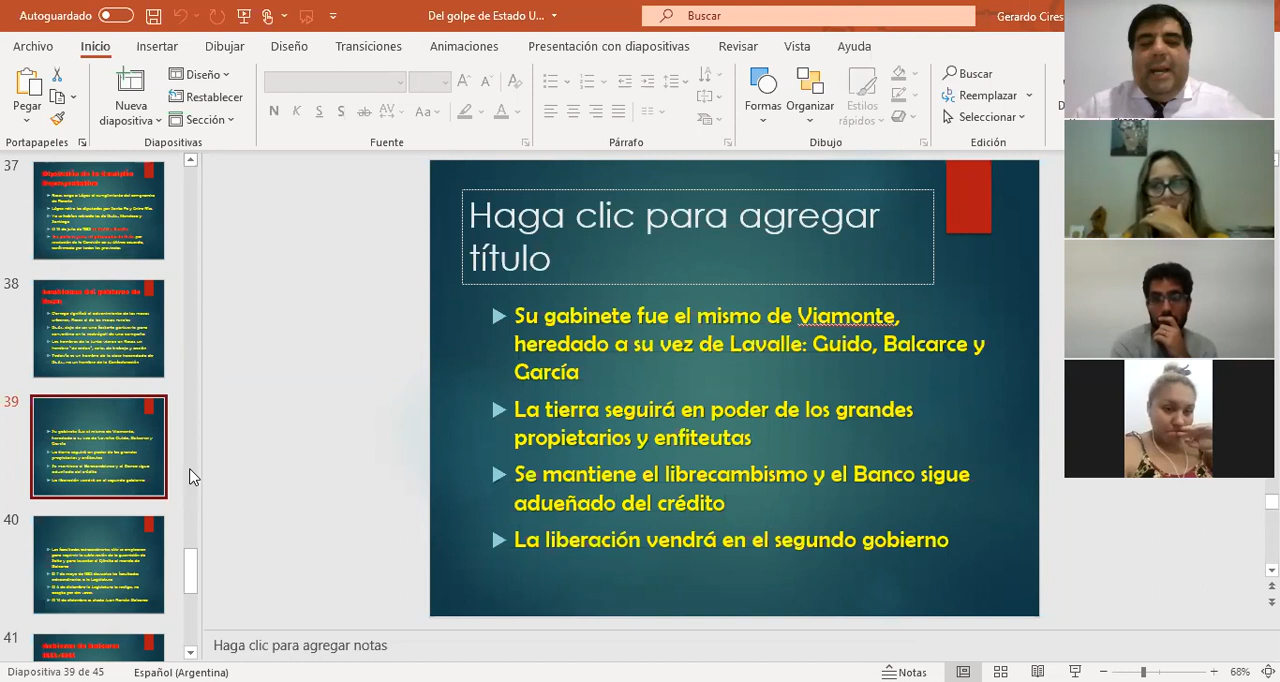 Autoguardado
Del golpe de Estado U...
Buscar
Gerardo Cires
Archivo
Inicio
Insertar
Dibujar
Diseño
Transiciones
Animaciones
Presentación con diapositivas
Revisar
Vista
Ayuda
Pegar
Nueva
diapositiva
Diseño
Restablecer
Sección
N K S S ab AV Aa A
Formas
Organizar
Estilos
rápidos
Buscar
Reemplazar
Seleccionar
Portapapeles
Diapositivas
Fuente
Párrafo
Dibujo
Edición
37
38
39
40
41
Haga clic para agregar
título
Su gabinete fue el mismo de Viamonte,
heredado a su vez de Lavalle: Guido, Balcarce y
García
La tierra seguirá en poder de los grandes
propietarios y enfiteutas
Se mantiene el librecambismo y el Banco sigue
adueñado del crédito
La liberación vendrá en el segundo gobierno
Haga clic para agregar notas
Diapositiva 39 de 45
Español (Argentina)
Notas
68%